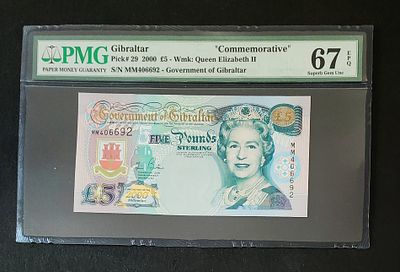 PMG
PAPER MONEY GUARANTY
Gibraltar "Commemorative"
Pick# 29 2000 £5 - Wmk: Queen Elizabeth II
S/N MM406692 - Government of Gibraltar
67 EPQ
Superb Gem Unc
Government of Gibraltar
£5
MM406692
FIVE Pounds
STERLING
MM406692
£5
2000